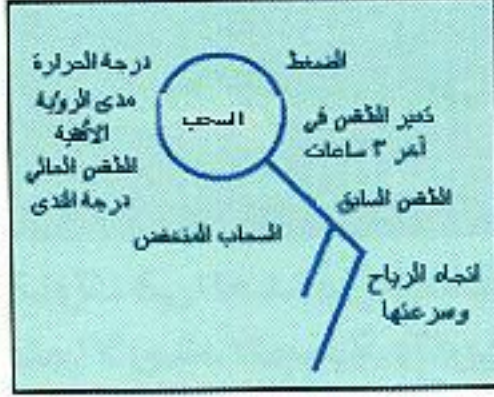 الضغط
درجة الحرارة
مدى الرؤية
الأفقية
السحب
تغير الطقس في
آخر ٣ ساعات
الطقس الحالي
درجة الندى
الطقس السابق
السحاب المنخفض
اتجاه الرياح
وسرعتها